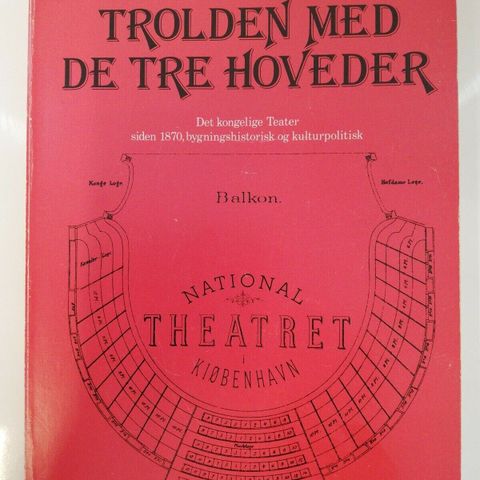 TROLDEN MED
DE TRE HOVEDER
Det kongelige Teater
siden 1870, bygningshistorisk og kulturpolitisk
Konge Loge.
Hofdame Loge.
Balkon.
NATIONAL
THEATRET
I
KIØBENHAVN